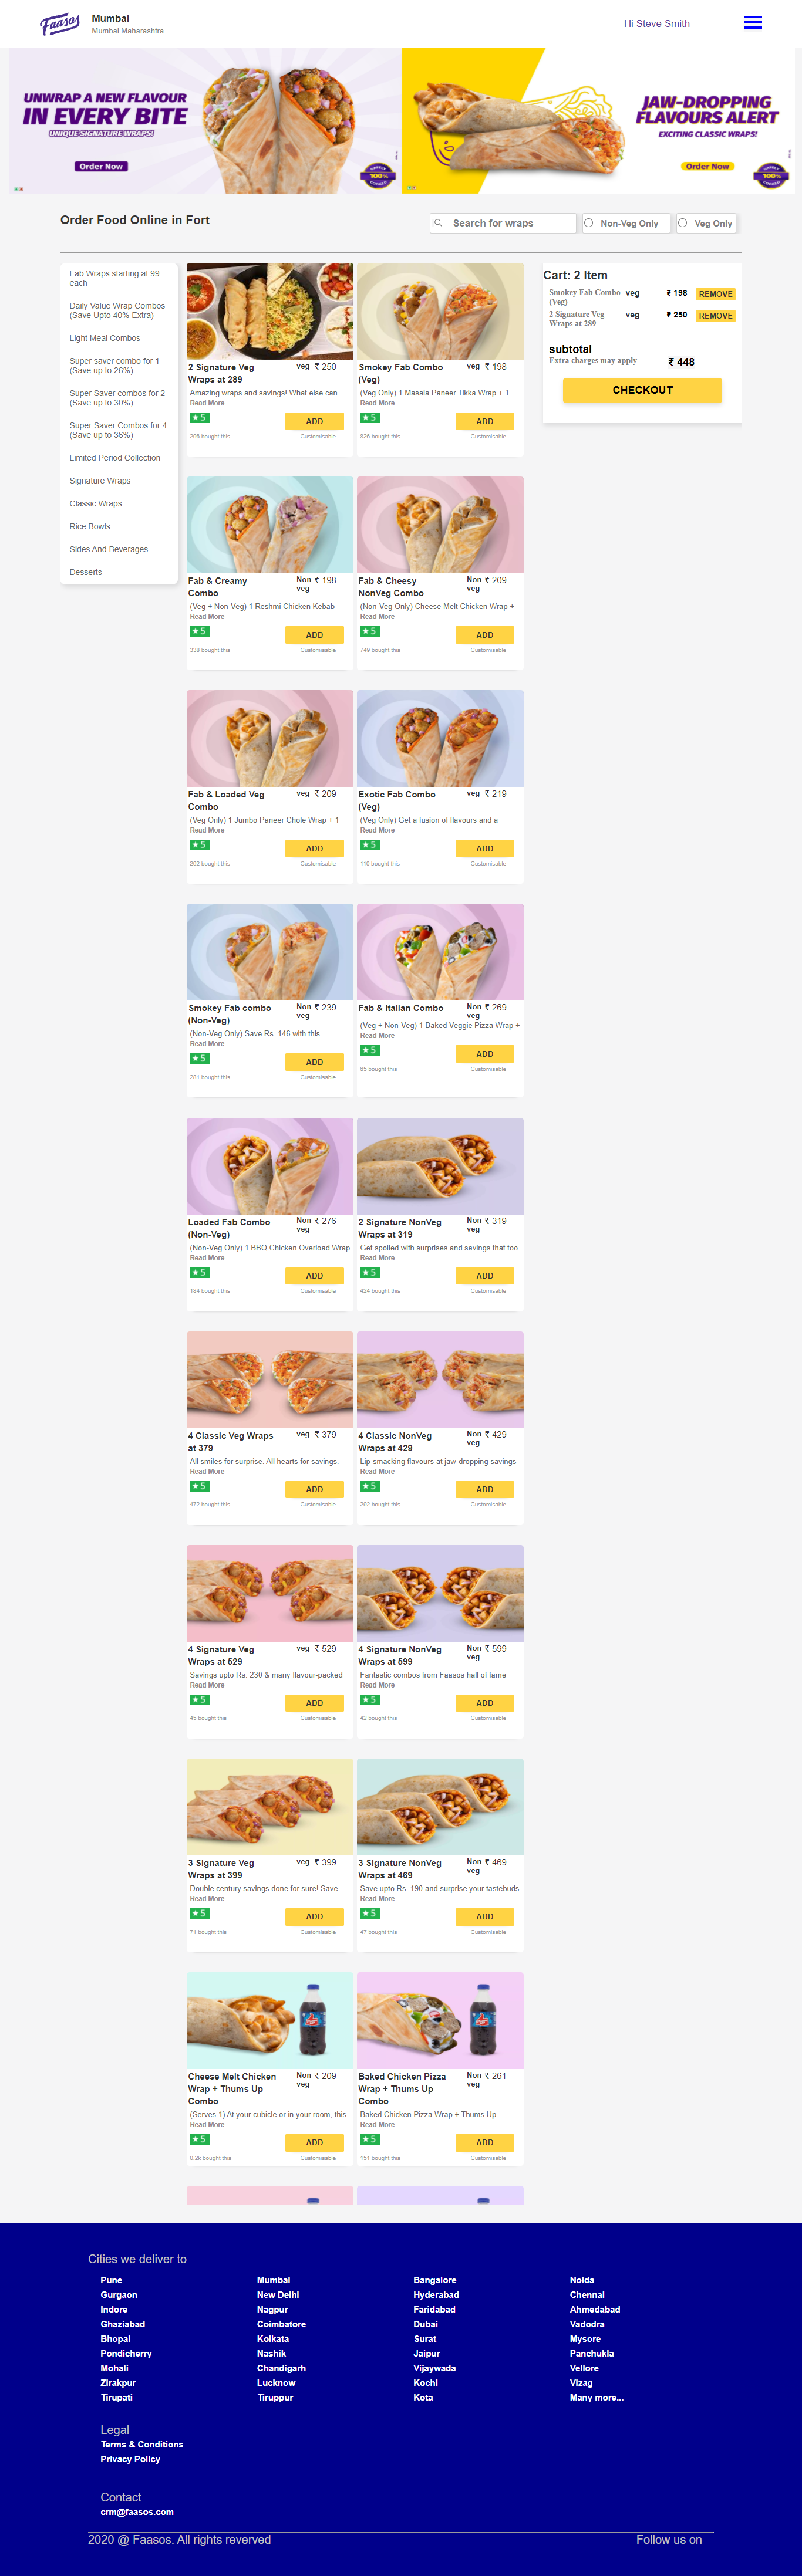 Faasos
Mumbai
Mumbai Maharashtra
Hi Steve Smith
UNWRAP A NEW FLAVOUR
IN EVERY BITE
UNIQUE SIGNATURE WRAPS!
Order Now
100%
JAW-DROPPING
FLAVOURS ALERT
EXCITING CLASSIC WRAPS!
Order Now
100%
Order Food Online in Fort
Search for wraps
Non-Veg Only
Veg Only
Fab Wraps starting at 99
each
Daily Value Wrap Combos
(Save Upto 40% Extra)
Light Meal Combos
Super saver combo for 1
(Save up to 26%)
Super Saver combos for 2
(Save up to 30%)
Super Saver Combos for 4
(Save up to 36%)
Limited Period Collection
Signature Wraps
Classic Wraps
Rice Bowls
Sides And Beverages
Desserts
2 Signature Veg
Wraps at 289
veg ₹ 250
Amazing wraps and savings! What else can
Read More
★ 5
ADD
296 bought this
Customisable
Smokey Fab Combo
(Veg)
veg ₹ 198
(Veg Only) 1 Masala Paneer Tikka Wrap + 1
Read More
★ 5
ADD
826 bought this
Customisable
Cart: 2 Item
Smokey Fab Combo
(Veg)
veg
₹ 198
REMOVE
2 Signature Veg
Wraps at 289
veg
₹ 250
REMOVE
subtotal
Extra charges may apply
₹ 448
CHECKOUT
Fab & Creamy
Combo
Non
veg
₹ 198
(Veg + Non-Veg) 1 Reshmi Chicken Kebab
Read More
★ 5
ADD
338 bought this
Customisable
Fab & Cheesy
NonVeg Combo
Non
veg
₹ 209
(Non-Veg Only) Cheese Melt Chicken Wrap +
Read More
★ 5
ADD
749 bought this
Customisable
Fab & Loaded Veg
Combo
veg ₹ 209
(Veg Only) 1 Jumbo Paneer Chole Wrap + 1
Read More
★ 5
ADD
292 bought this
Customisable
Exotic Fab Combo
(Veg)
veg ₹ 219
(Veg Only) Get a fusion of flavours and a
Read More
★ 5
ADD
110 bought this
Customisable
Smokey Fab combo
(Non-Veg)
Non
veg
₹ 239
(Non-Veg Only) Save Rs. 146 with this
Read More
★ 5
ADD
281 bought this
Customisable
Fab & Italian Combo
Non
veg
₹ 269
(Veg + Non-Veg) 1 Baked Veggie Pizza Wrap +
Read More
★ 5
ADD
65 bought this
Customisable
Loaded Fab Combo
(Non-Veg)
Non
veg
₹ 276
(Non-Veg Only) 1 BBQ Chicken Overload Wrap
Read More
★ 5
ADD
184 bought this
Customisable
2 Signature NonVeg
Wraps at 319
Non
veg
₹ 319
Get spoiled with surprises and savings that too
Read More
★ 5
ADD
424 bought this
Customisable
4 Classic Veg Wraps
at 379
veg ₹ 379
All smiles for surprise. All hearts for savings.
Read More
★ 5
ADD
472 bought this
Customisable
4 Classic NonVeg
Wraps at 429
Non
veg
₹ 429
Lip-smacking flavours at jaw-dropping savings
Read More
★ 5
ADD
292 bought this
Customisable
4 Signature Veg
Wraps at 529
veg ₹ 529
Savings upto Rs. 230 & many flavour-packed
Read More
★ 5
ADD
45 bought this
Customisable
4 Signature NonVeg
Wraps at 599
Non
veg
₹ 599
Fantastic combos from Faasos hall of fame
Read More
★ 5
ADD
42 bought this
Customisable
3 Signature Veg
Wraps at 399
veg ₹ 399
Double century savings done for sure! Save
Read More
★ 5
ADD
71 bought this
Customisable
3 Signature NonVeg
Wraps at 469
Non
veg
₹ 469
Save upto Rs. 190 and surprise your tastebuds
Read More
★ 5
ADD
47 bought this
Customisable
Cheese Melt Chicken
Wrap + Thums Up
Combo
Non
veg
₹ 209
(Serves 1) At your cubicle or in your room, this
Read More
★ 5
ADD
0.2k bought this
Customisable
Baked Chicken Pizza
Wrap + Thums Up
Combo
Non
veg
₹ 261
Baked Chicken Pizza Wrap + Thums Up
Read More
★ 5
ADD
151 bought this
Customisable
Cities we deliver to
Pune Mumbai Bangalore Noida
Gurgaon New Delhi Hyderabad Chennai
Indore Nagpur Faridabad Ahmedabad
Ghaziabad Coimbatore Dubai Vadodra
Bhopal Kolkata Surat Mysore
Pondicherry Nashik Jaipur Panchukla
Mohali Chandigarh Vijaywada Vellore
Zirakpur Lucknow Kochi Vizag
Tirupati Tiruppur Kota Many more...
Legal
Terms & Conditions
Privacy Policy
Contact
crm@faasos.com
2020 @ Faasos. All rights reverved
Follow us on